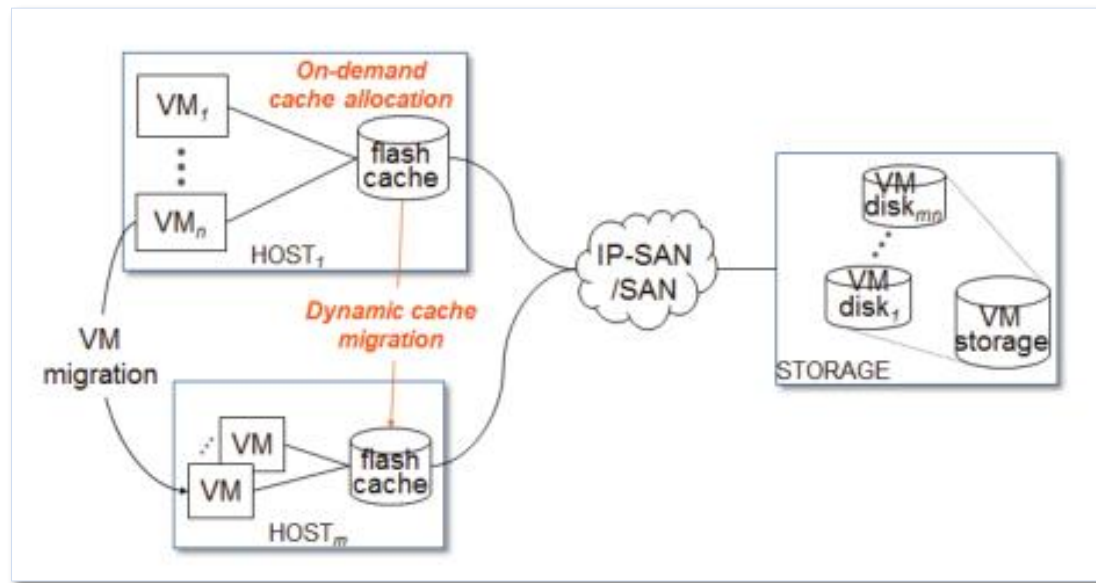 On-demand
cache allocation
VM1
flash
cache
VMn
HOST1
VM
migration
Dynamic cache
migration
VM
VM
flash
cache
HOSTm
IP-SAN
/SAN
VM
diskmn
VM
disk1
VM
storage
STORAGE